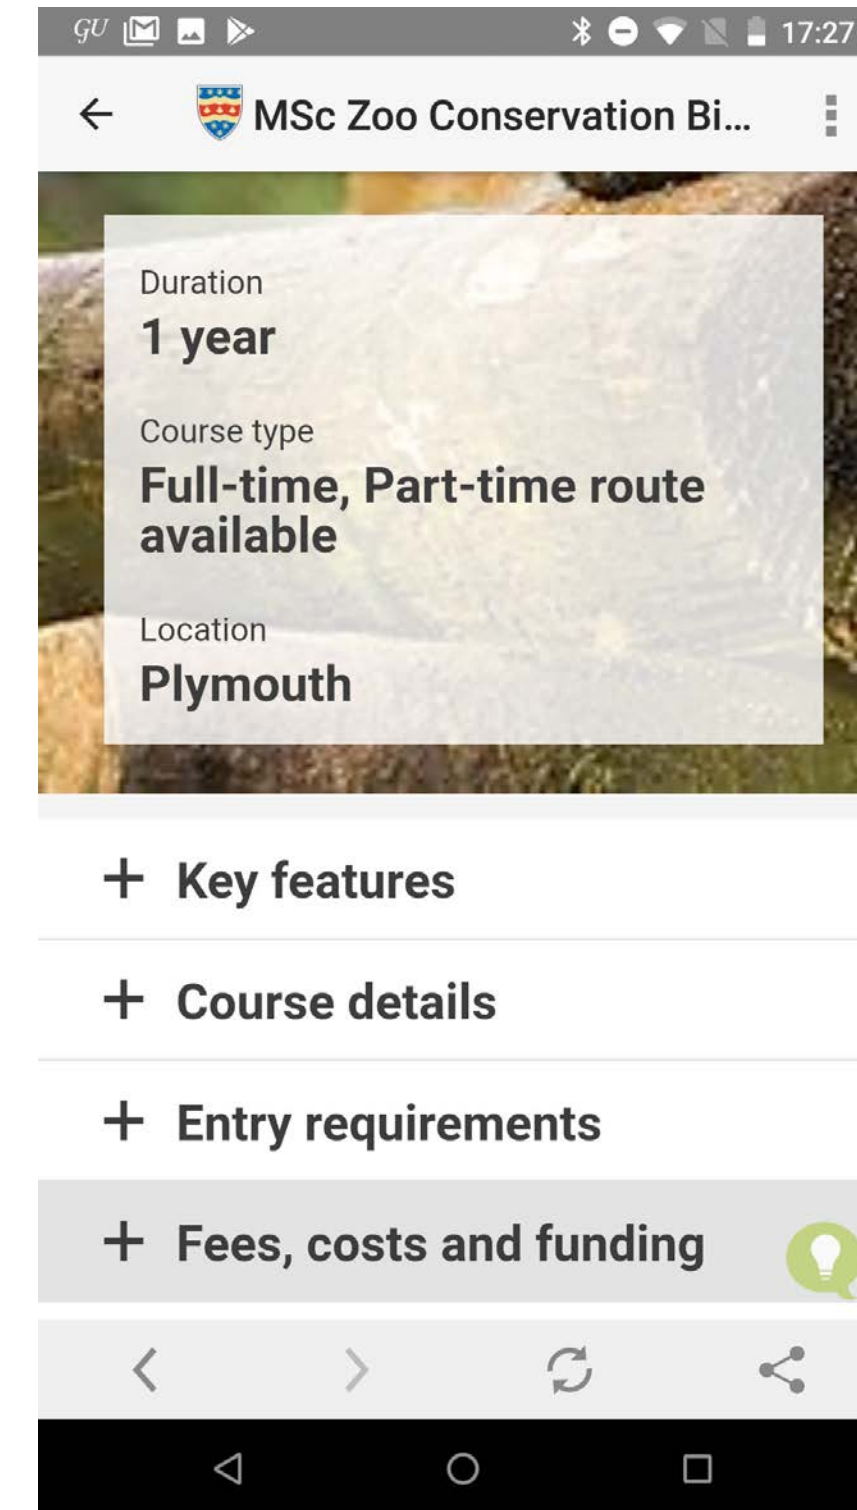 GU 17:27
MSc Zoo Conservation Bi...
Duration
1 year
Course type
Full-time, Part-time route
available
Location
Plymouth
+ Key features
+ Course details
+ Entry requirements
+ Fees, costs and funding